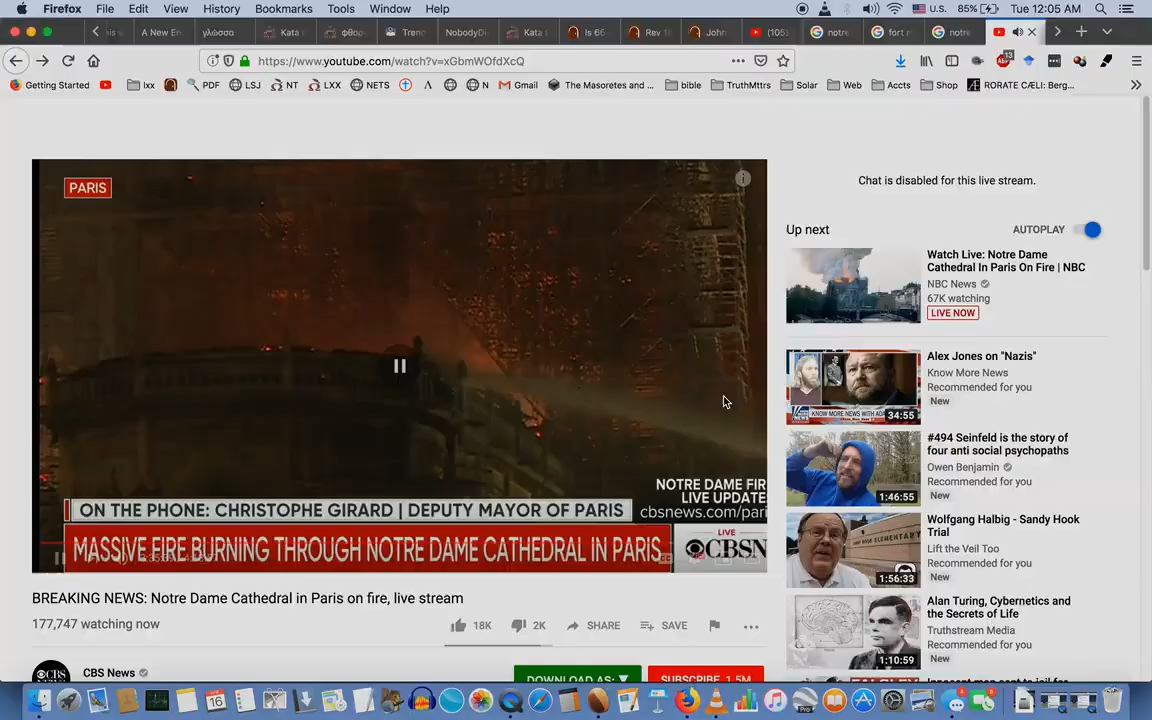 Firefox File Edit View History Bookmarks Tools Window Help U.S. 85% Tue 12:05 AM
A New En γλώσσα Kata φθορ Treno NobodyDi Kata Is 66 Rev 1 John (105) notre fort m notre
https://www.youtube.com/watch?v=xGbmWOfdXcQ
Getting Started lxx PDF LSJ NT LXX NETS N Gmail The Masoretes and ... bible TruthMttrs Solar Web Accts Shop RORATE CÆLI: Berg...
PARIS
NOTRE DAME FIR
LIVE UPDATE
cbsnews.com/pari
ON THE PHONE: CHRISTOPHE GIRARD | DEPUTY MAYOR OF PARIS
MASSIVE FIRE BURNING THROUGH NOTRE DAME CATHEDRAL IN PARIS
LIVE
CBSN
BREAKING NEWS: Notre Dame Cathedral in Paris on fire, live stream
177,747 watching now
18K 2K SHARE SAVE
CBS News
DOWNLOAD AS: SUBSCRIBE 1.5M
Chat is disabled for this live stream.
Up next AUTOPLAY
Watch Live: Notre Dame
Cathedral In Paris On Fire | NBC
NBC News
67K watching
LIVE NOW
Alex Jones on "Nazis"
Know More News
Recommended for you
New
34:55
#494 Seinfeld is the story of
four anti social psychopaths
Owen Benjamin
Recommended for you
New
1:46:55
Wolfgang Halbig - Sandy Hook
Trial
Lift the Veil Too
Recommended for you
New
1:56:33
Alan Turing, Cybernetics and
the Secrets of Life
Truthstream Media
Recommended for you
New
1:10:59